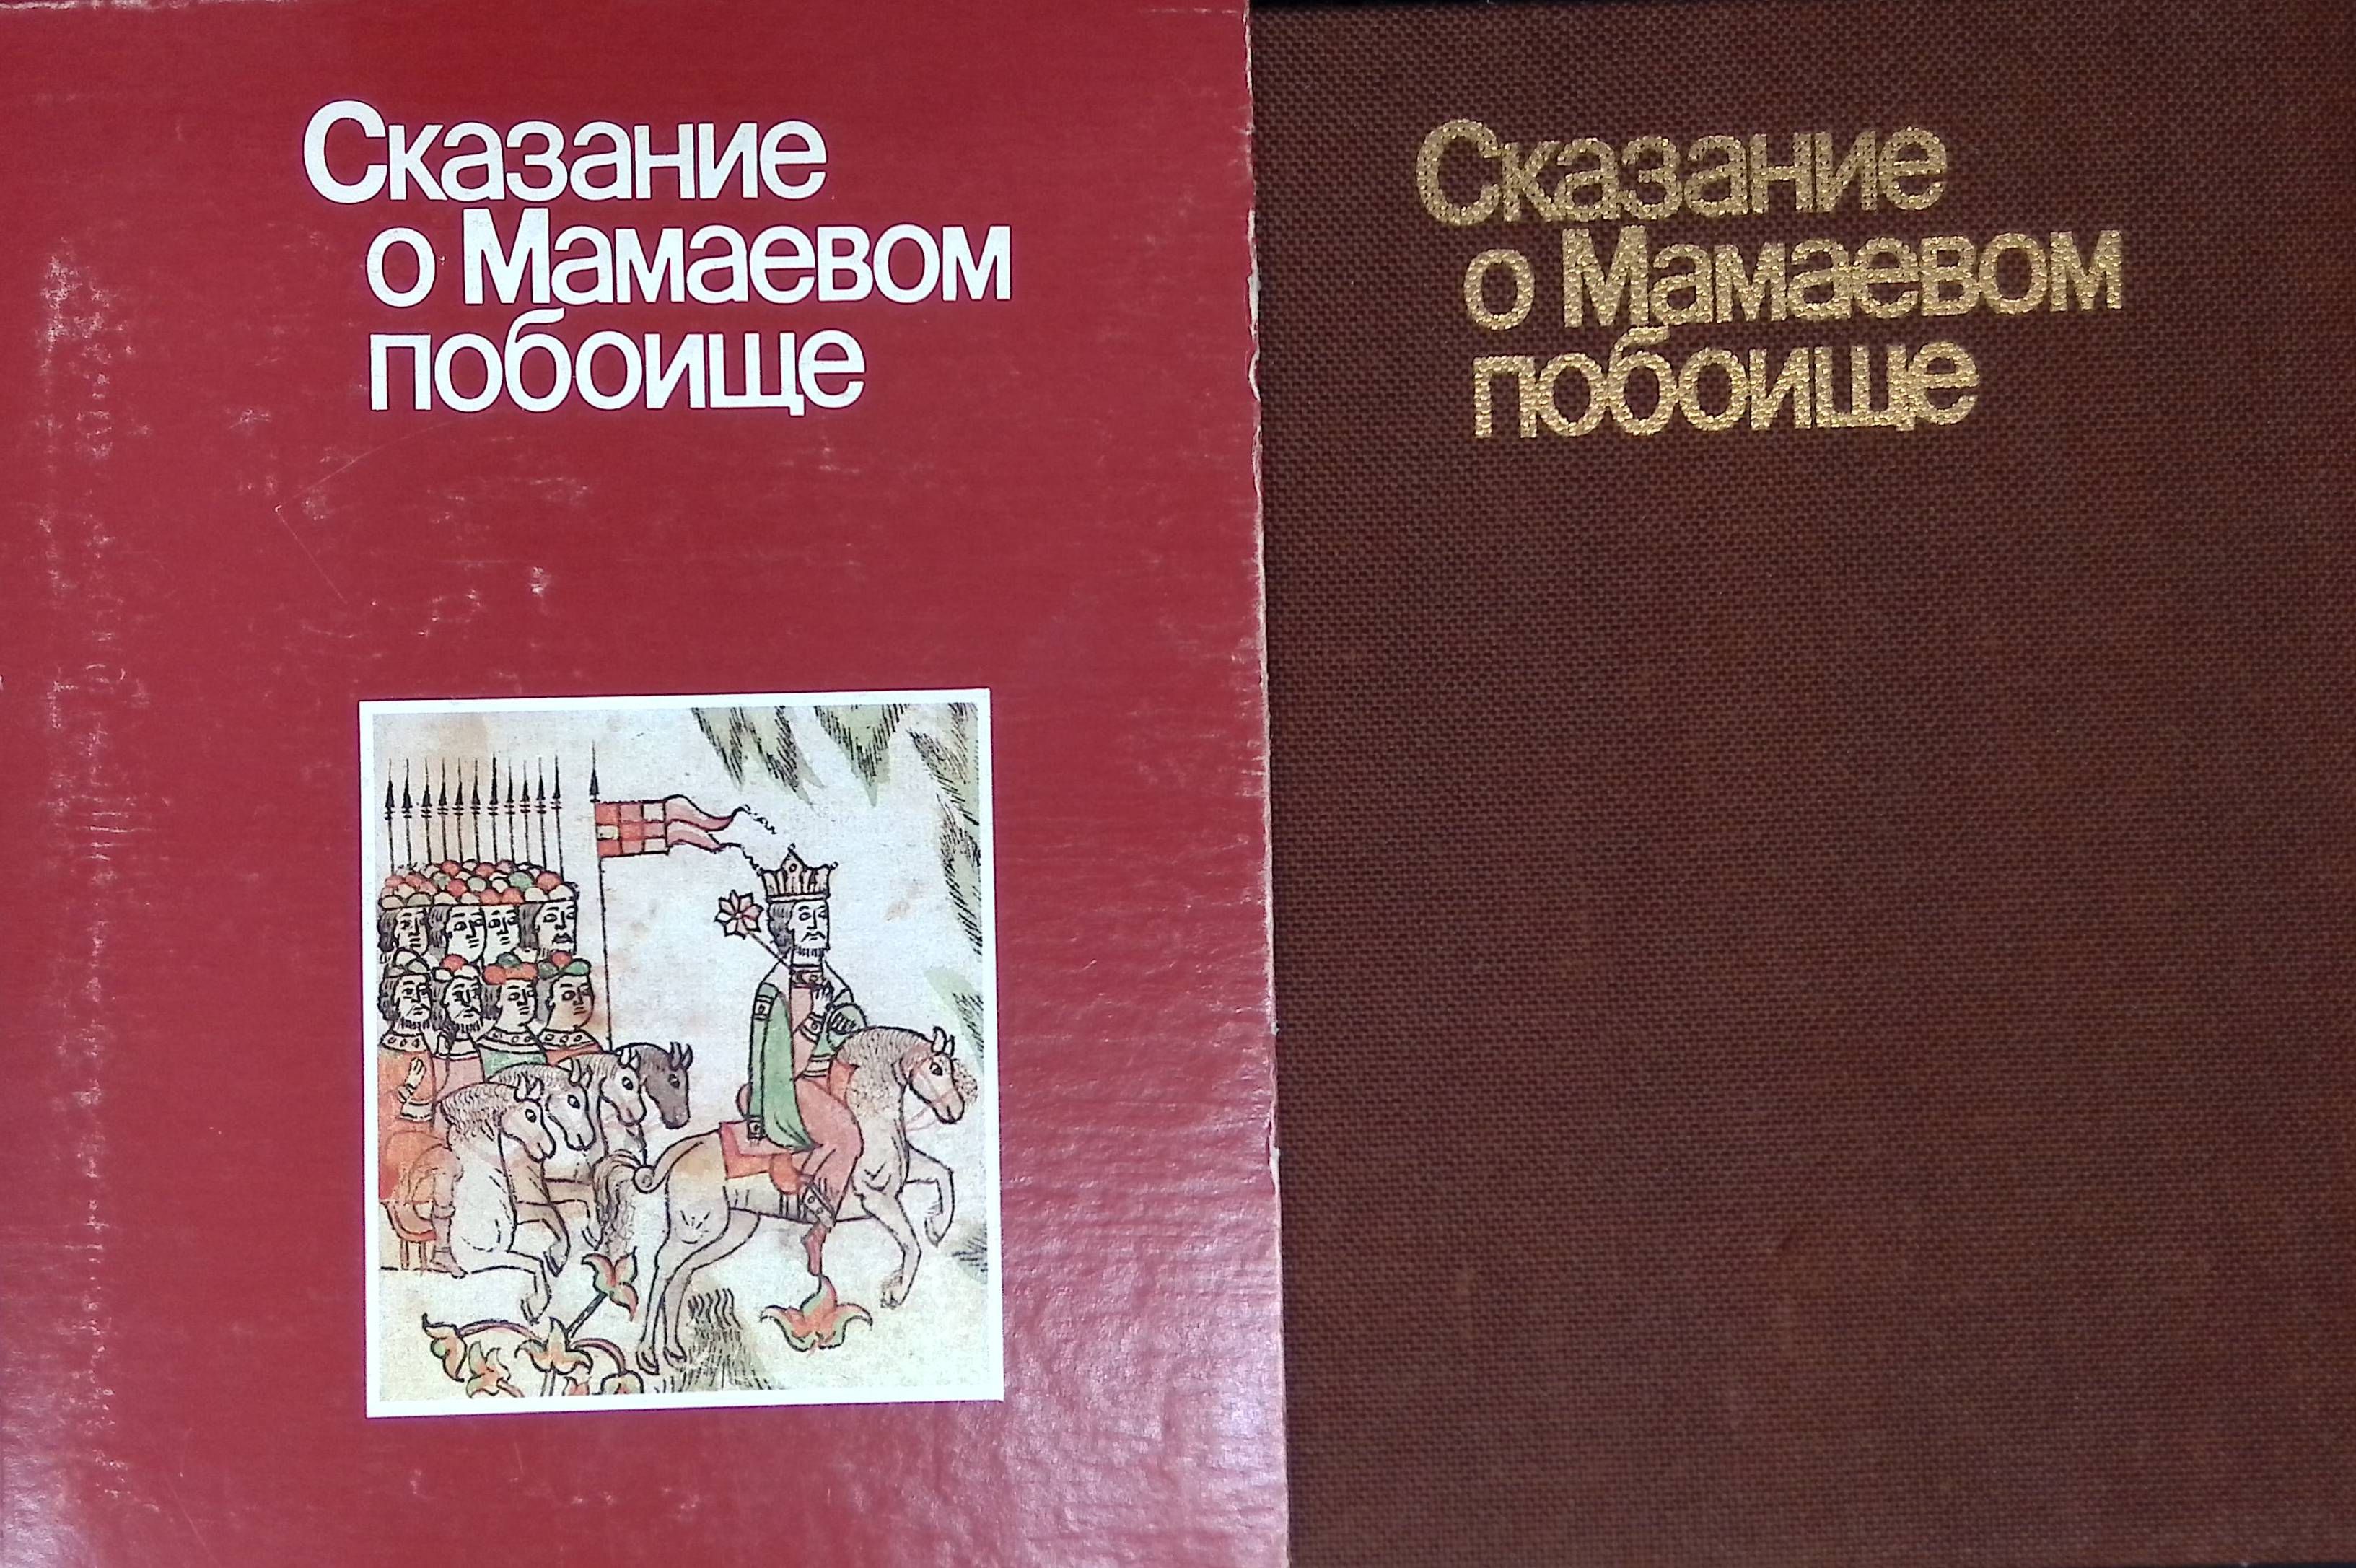 Сказание
о Мамаевом
побоище
Сказание
о Мамаевом
побоище